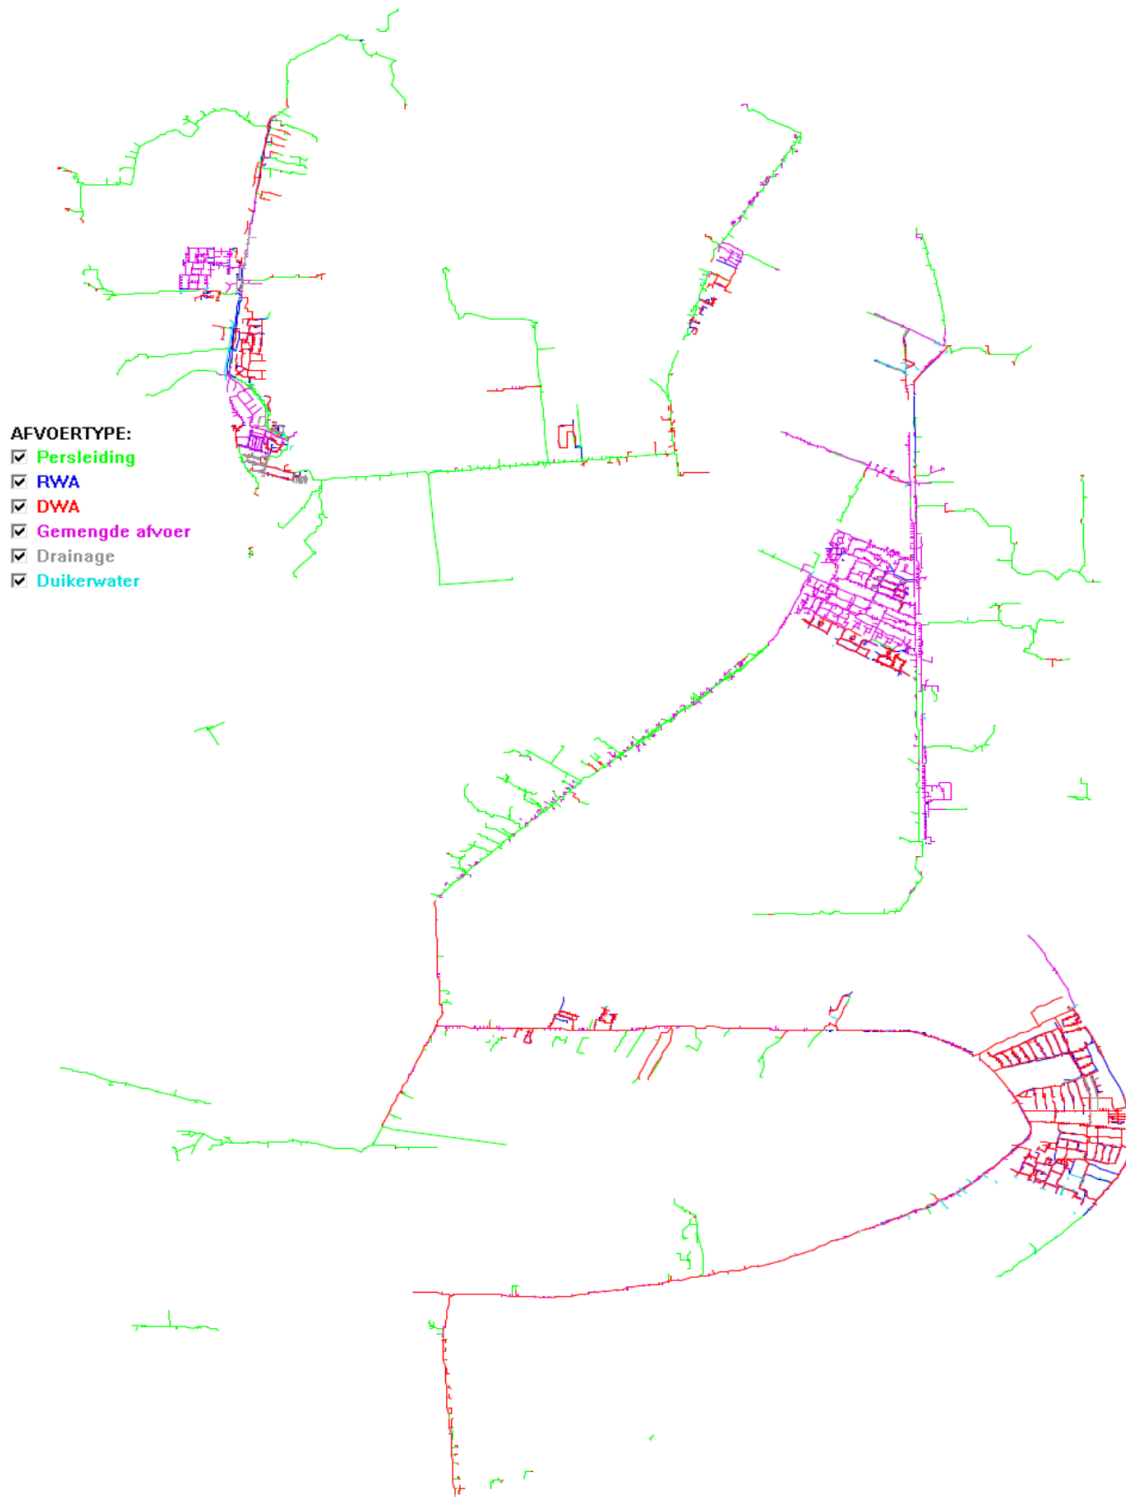 AFVOERTYPE:
Persleiding
RWA
DWA
Gemengde afvoer
Drainage
Duikerwater